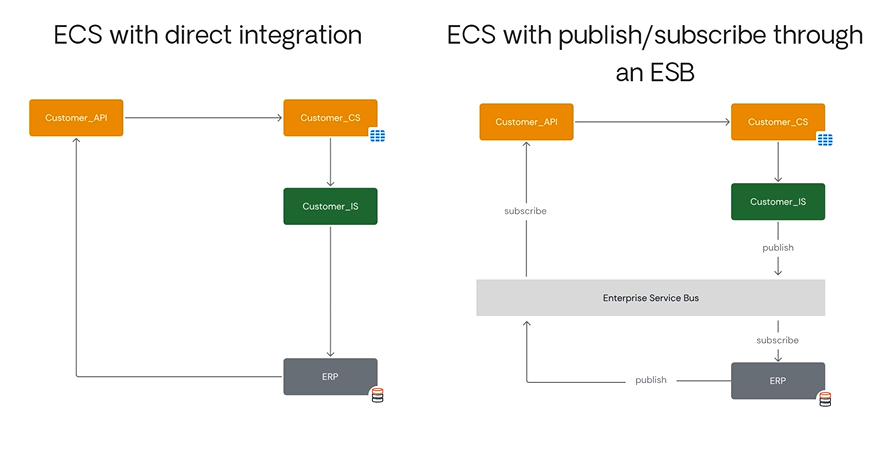 ECS with direct integration
Customer_API
Customer_CS
Customer_IS
ERP
ECS with publish/subscribe through
an ESB
Customer_API
Customer_CS
Customer_IS
subscribe
publish
Enterprise Service Bus
subscribe
publish
ERP